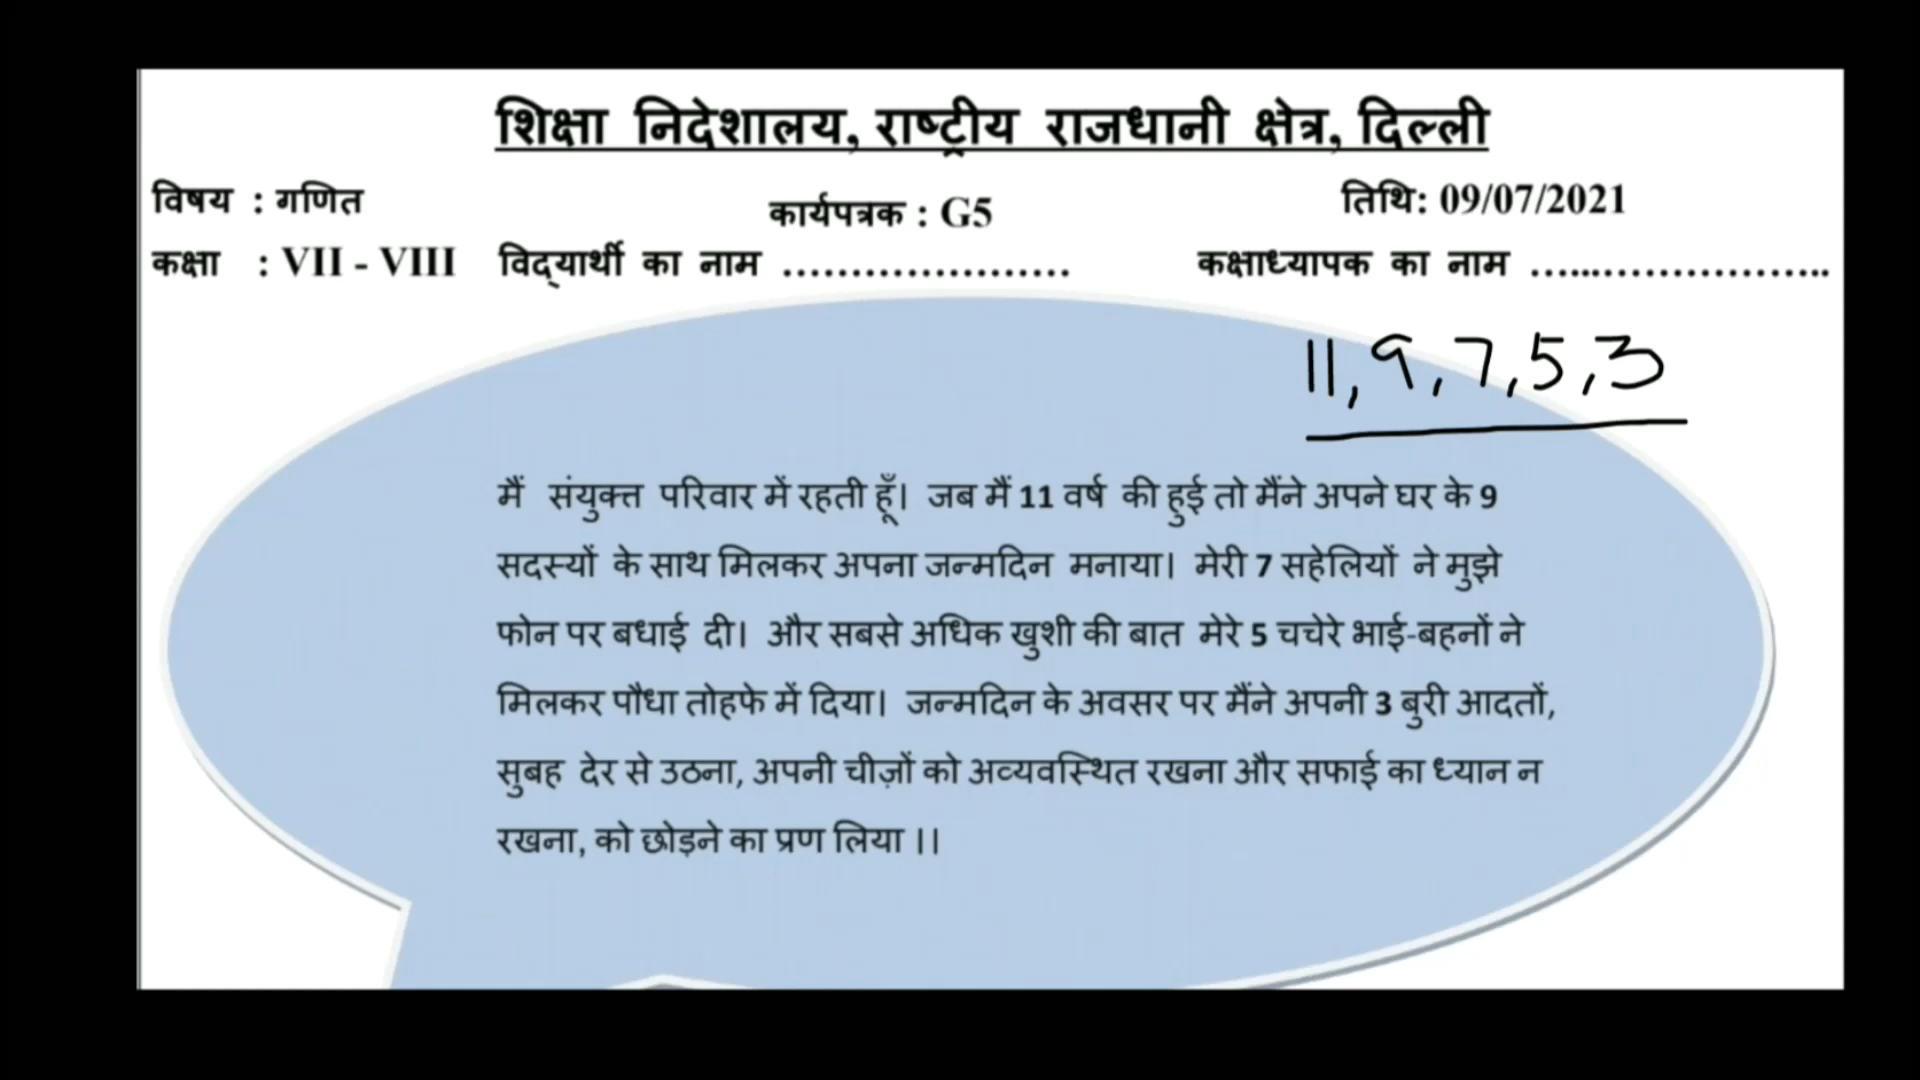 शिक्षा निदेशालय, राष्ट्रीय राजधानी क्षेत्र, दिल्ली
विषय : गणित कार्यपत्रक : G5 तिथि: 09/07/2021
कक्षा : VII - VIII विद्यार्थी का नाम ..................... कक्षाध्यापक का नाम ........................
11, 9, 7, 5, 3
मैं संयुक्त परिवार में रहती हूँ। जब मैं 11 वर्ष की हुई तो मैंने अपने घर के 9
सदस्यों के साथ मिलकर अपना जन्मदिन मनाया। मेरी 7 सहेलियों ने मुझे
फोन पर बधाई दी। और सबसे अधिक खुशी की बात मेरे 5 चचेरे भाई-बहनों ने
मिलकर पौधा तोहफे में दिया। जन्मदिन के अवसर पर मैंने अपनी 3 बुरी आदतों,
सुबह देर से उठना, अपनी चीज़ों को अव्यवस्थित रखना और सफाई का ध्यान न
रखना, को छोड़ने का प्रण लिया ।।